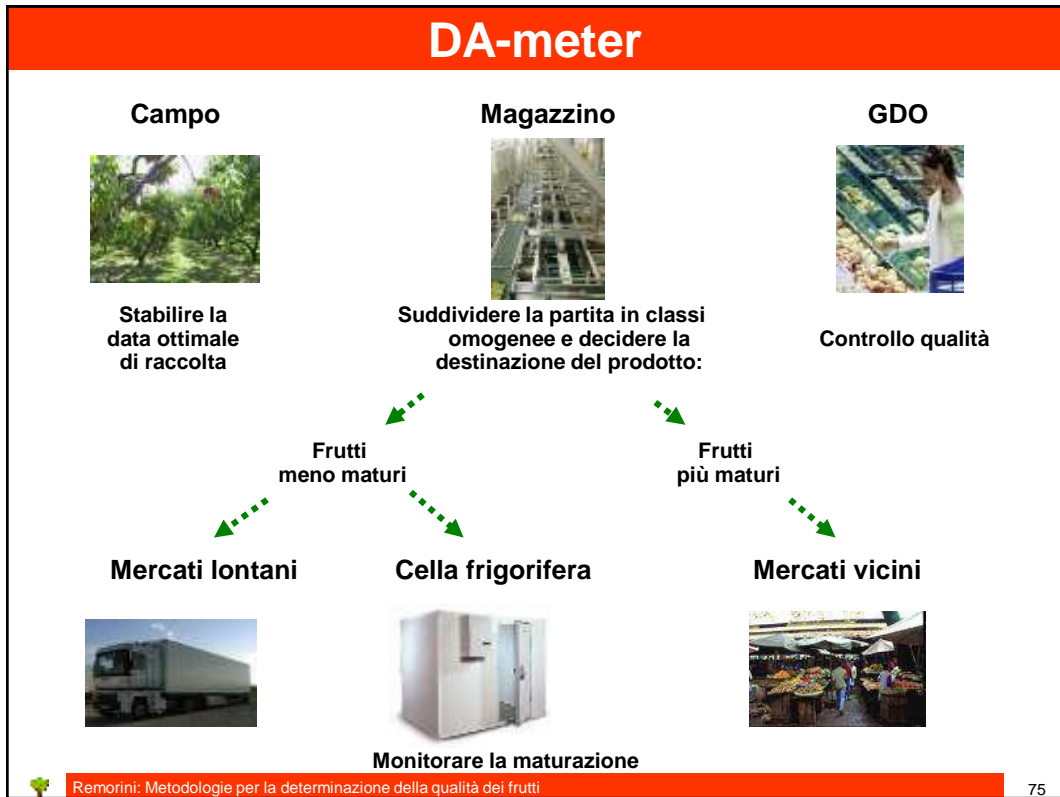 DA-meter
Campo
Magazzino
GDO
Stabilire la
data ottimale
di raccolta
Suddividere la partita in classi
omogenee e decidere la
destinazione del prodotto:
Controllo qualità
Frutti
meno maturi
Frutti
più maturi
Mercati lontani
Cella frigorifera
Mercati vicini
Monitorare la maturazione
Remorini: Metodologie per la determinazione della qualità dei frutti
75